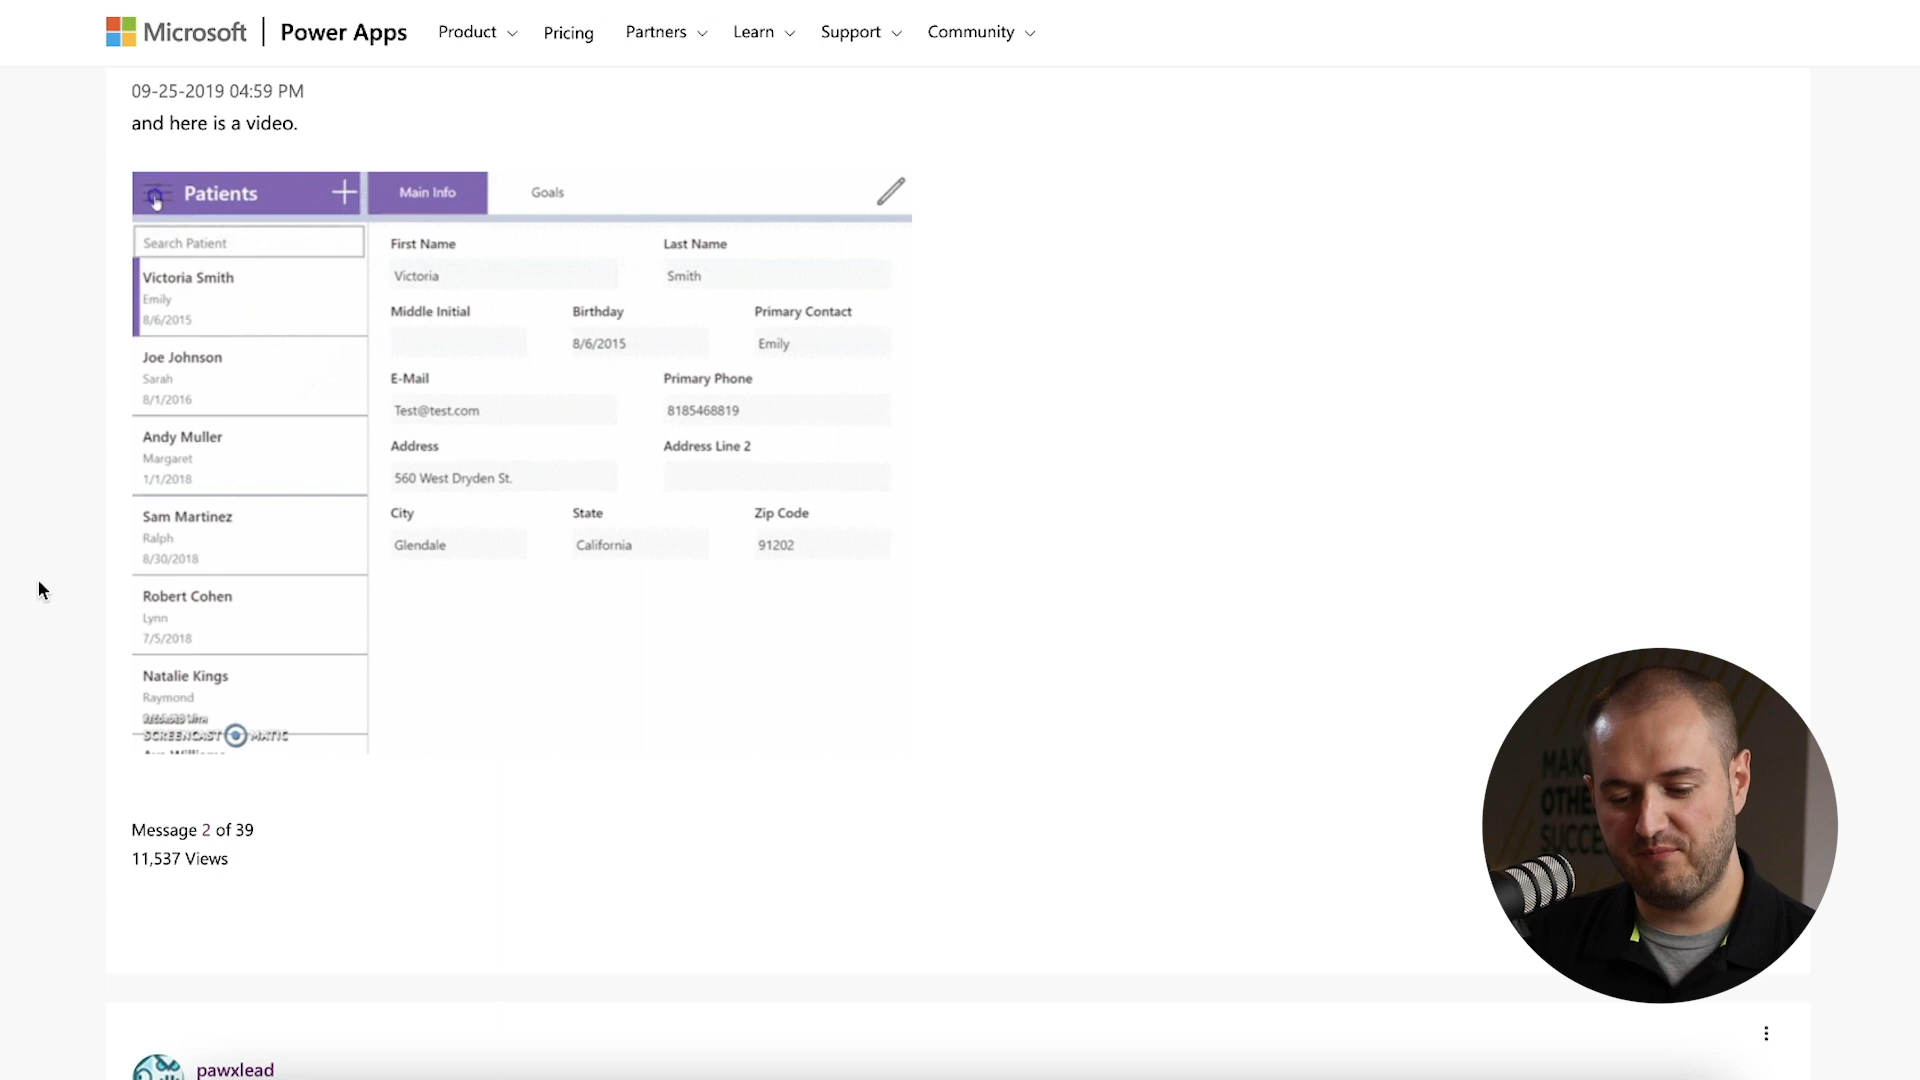 Microsoft | Power Apps Product Pricing Partners Learn Support Community
09-25-2019 04:59 PM
and here is a video.
Patients
Main Info
Goals
Search Patient
Victoria Smith
Emily
8/6/2015
Joe Johnson
Sarah
8/1/2016
Andy Muller
Margaret
1/1/2018
Sam Martinez
Ralph
8/30/2018
Robert Cohen
Lynn
7/5/2018
Natalie Kings
Raymond
RECORDED WITH
SCREENCAST MATIC
First Name
Last Name
Victoria
Smith
Middle Initial
Birthday
Primary Contact
8/6/2015
Emily
E-Mail
Primary Phone
Test@test.com
8185468819
Address
Address Line 2
560 West Dryden St.
City
State
Zip Code
Glendale
California
91202
Message 2 of 39
11,537 Views
pawxlead